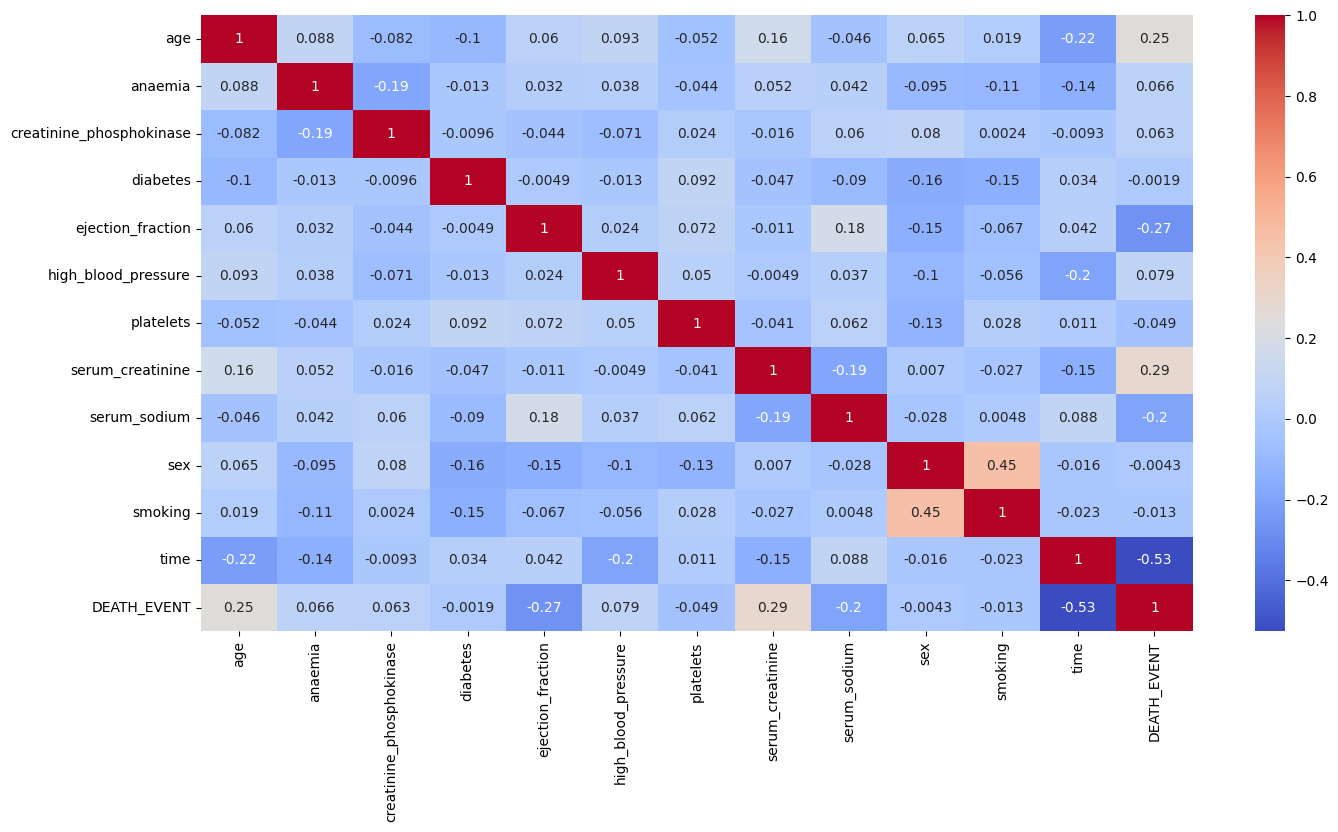 age 1 0.088 -0.082 -0.1 0.06 0.093 -0.052 0.16 -0.046 0.065 0.019 -0.22 0.25
anaemia 0.088 1 -0.19 -0.013 0.032 0.038 -0.044 0.052 0.042 -0.095 -0.11 -0.14 0.066
creatinine_phosphokinase -0.082 -0.19 1 -0.0096 -0.044 -0.071 0.024 -0.016 0.06 0.08 0.0024 -0.0093 0.063
diabetes -0.1 -0.013 -0.0096 1 -0.0049 -0.013 0.092 -0.047 -0.09 -0.16 -0.15 0.034 -0.0019
ejection_fraction 0.06 0.032 -0.044 -0.0049 1 0.024 0.072 -0.011 0.18 -0.15 -0.067 0.042 -0.27
high_blood_pressure 0.093 0.038 -0.071 -0.013 0.024 1 0.05 -0.0049 0.037 -0.1 -0.056 -0.2 0.079
platelets -0.052 -0.044 0.024 0.092 0.072 0.05 1 -0.041 0.062 -0.13 0.028 0.011 -0.049
serum_creatinine 0.16 0.052 -0.016 -0.047 -0.011 -0.0049 -0.041 1 -0.19 0.007 -0.027 -0.15 0.29
serum_sodium -0.046 0.042 0.06 -0.09 0.18 0.037 0.062 -0.19 1 -0.028 0.0048 0.088 -0.2
sex 0.065 -0.095 0.08 -0.16 -0.15 -0.1 -0.13 0.007 -0.028 1 0.45 -0.016 -0.0043
smoking 0.019 -0.11 0.0024 -0.15 -0.067 -0.056 0.028 -0.027 0.0048 0.45 1 -0.023 -0.013
time -0.22 -0.14 -0.0093 0.034 0.042 -0.2 0.011 -0.15 0.088 -0.016 -0.023 1 -0.53
DEATH_EVENT 0.25 0.066 0.063 -0.0019 -0.27 0.079 -0.049 0.29 -0.2 -0.0043 -0.013 -0.53 1
age
anaemia
creatinine_phosphokinase
diabetes
ejection_fraction
high_blood_pressure
platelets
serum_creatinine
serum_sodium
sex
smoking
time
DEATH_EVENT
1.0
0.8
0.6
0.4
0.2
0.0
−0.2
−0.4